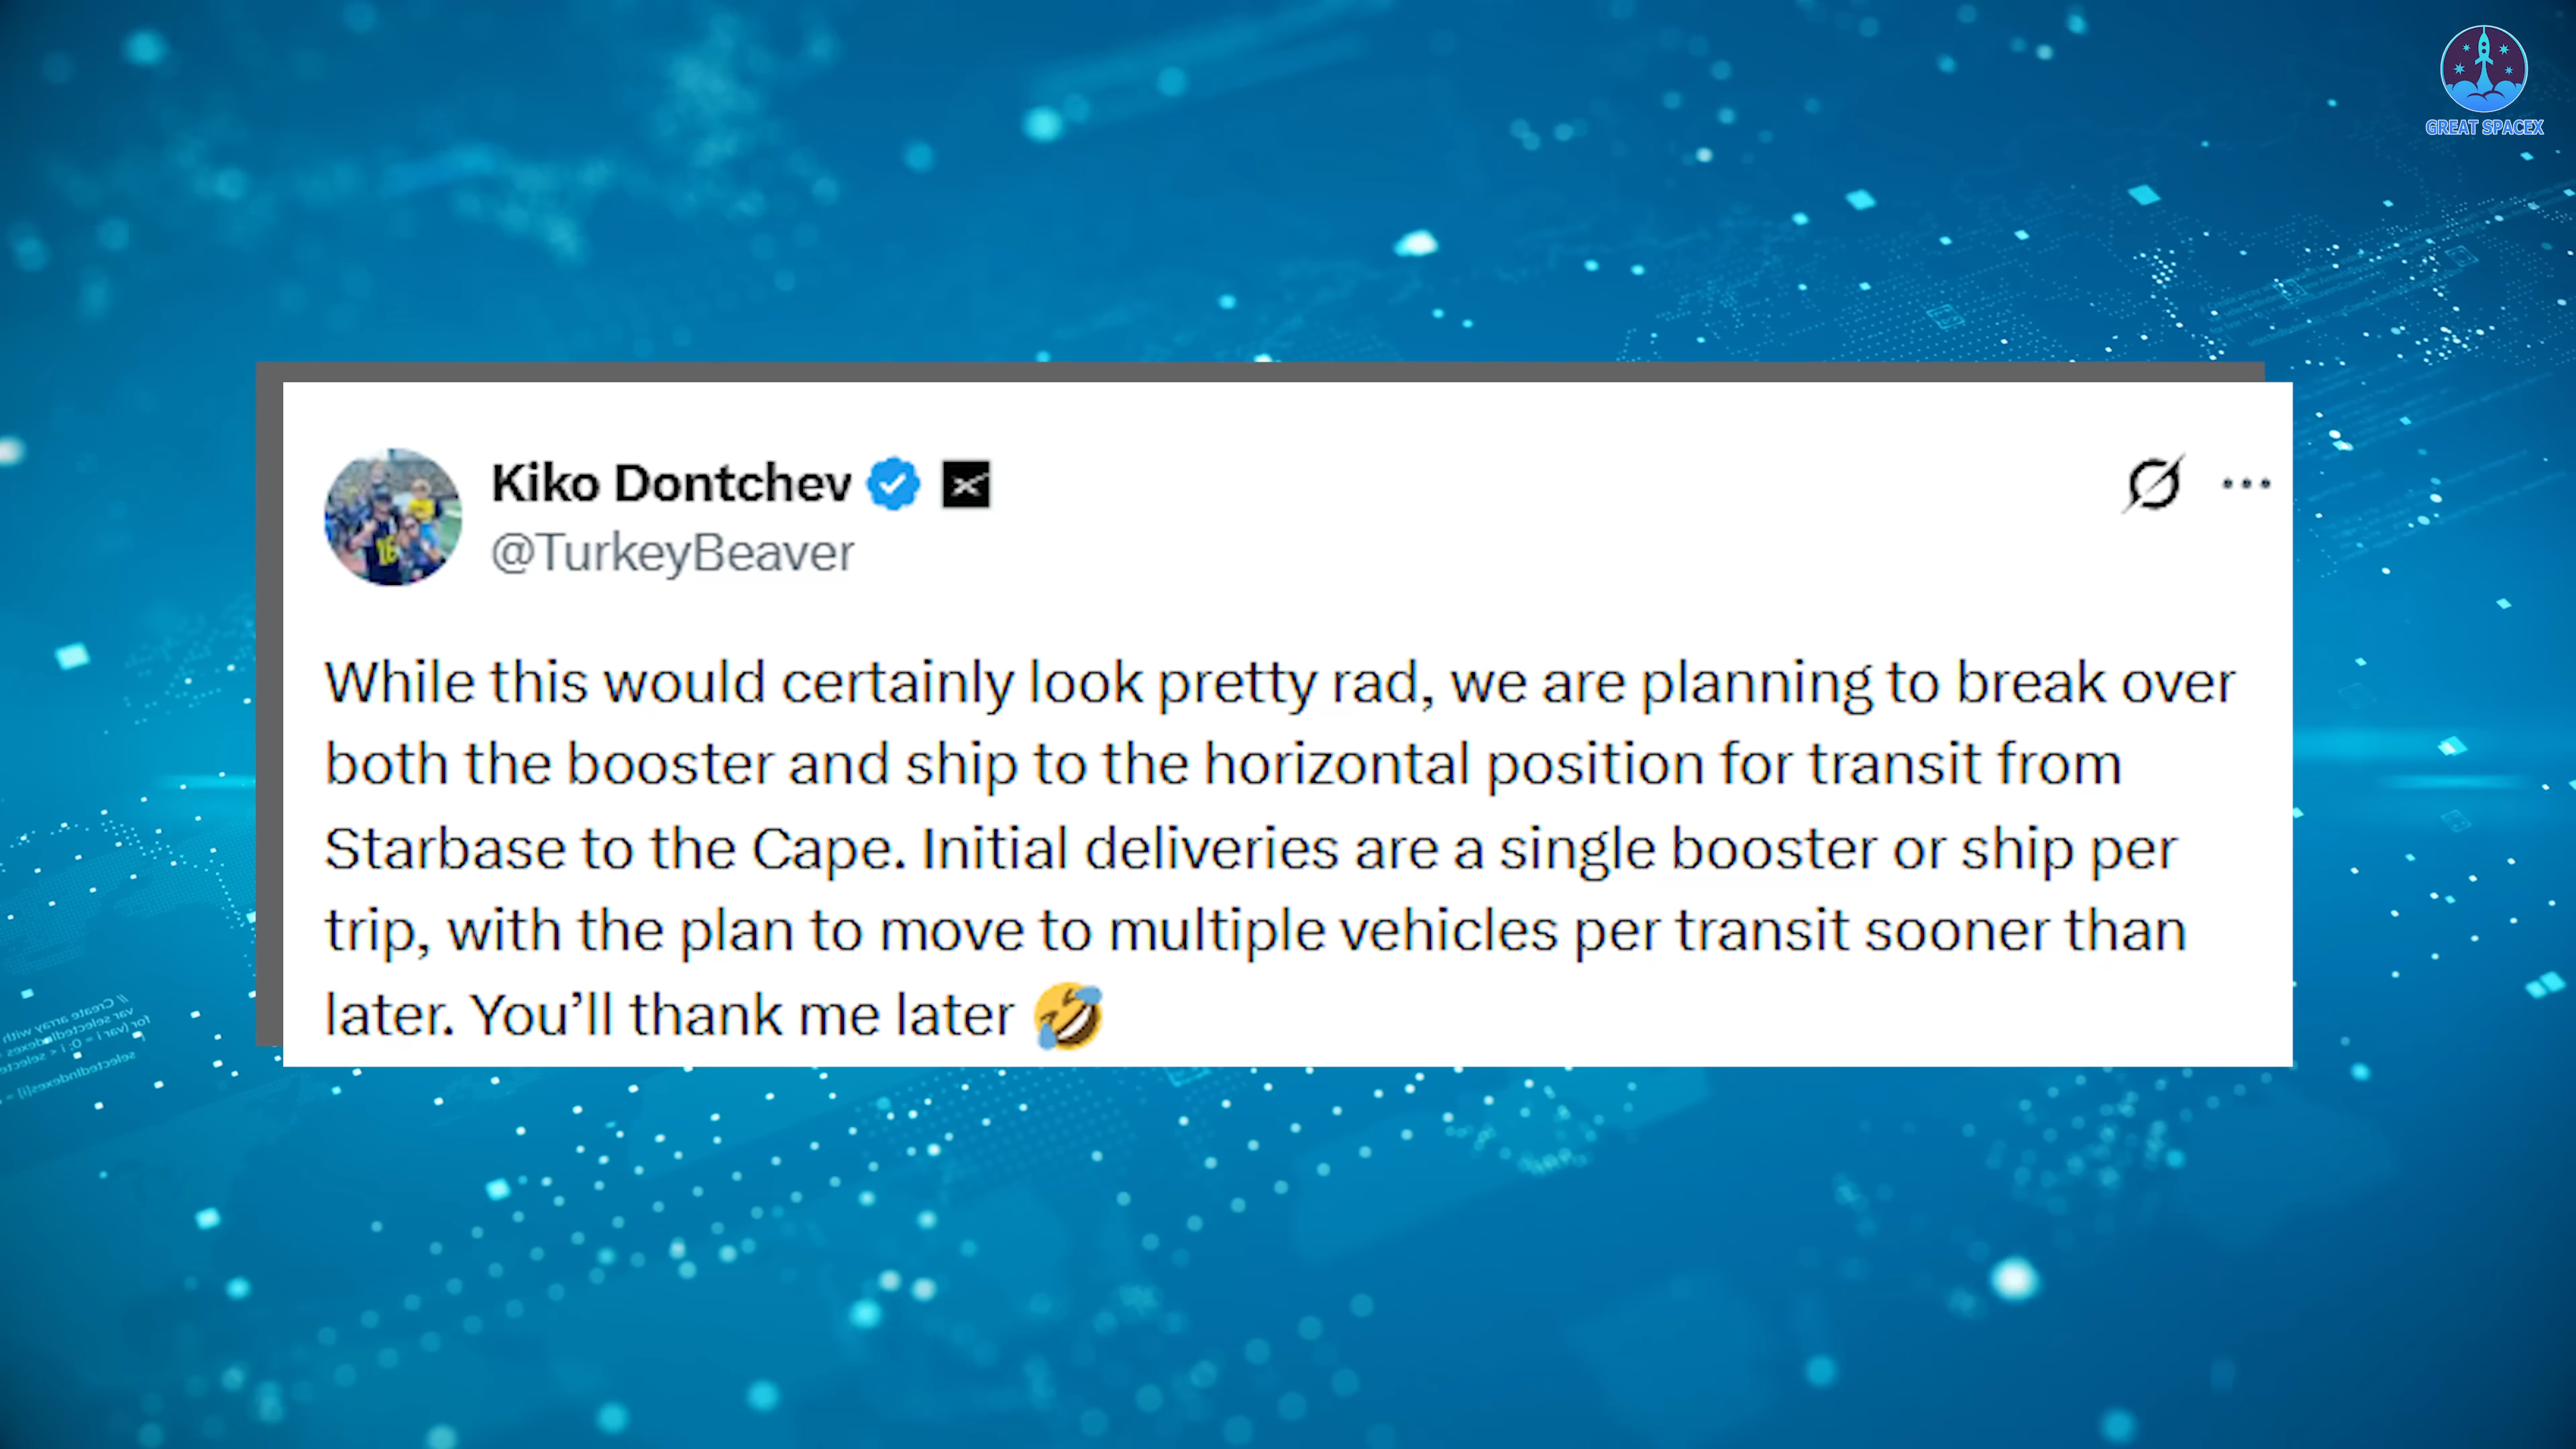 GREAT SPACEX
Kiko Dontchev
@TurkeyBeaver
While this would certainly look pretty rad, we are planning to break over
both the booster and ship to the horizontal position for transit from
Starbase to the Cape. Initial deliveries are a single booster or ship per
trip, with the plan to move to multiple vehicles per transit sooner than
later. You’ll thank me later 🤣